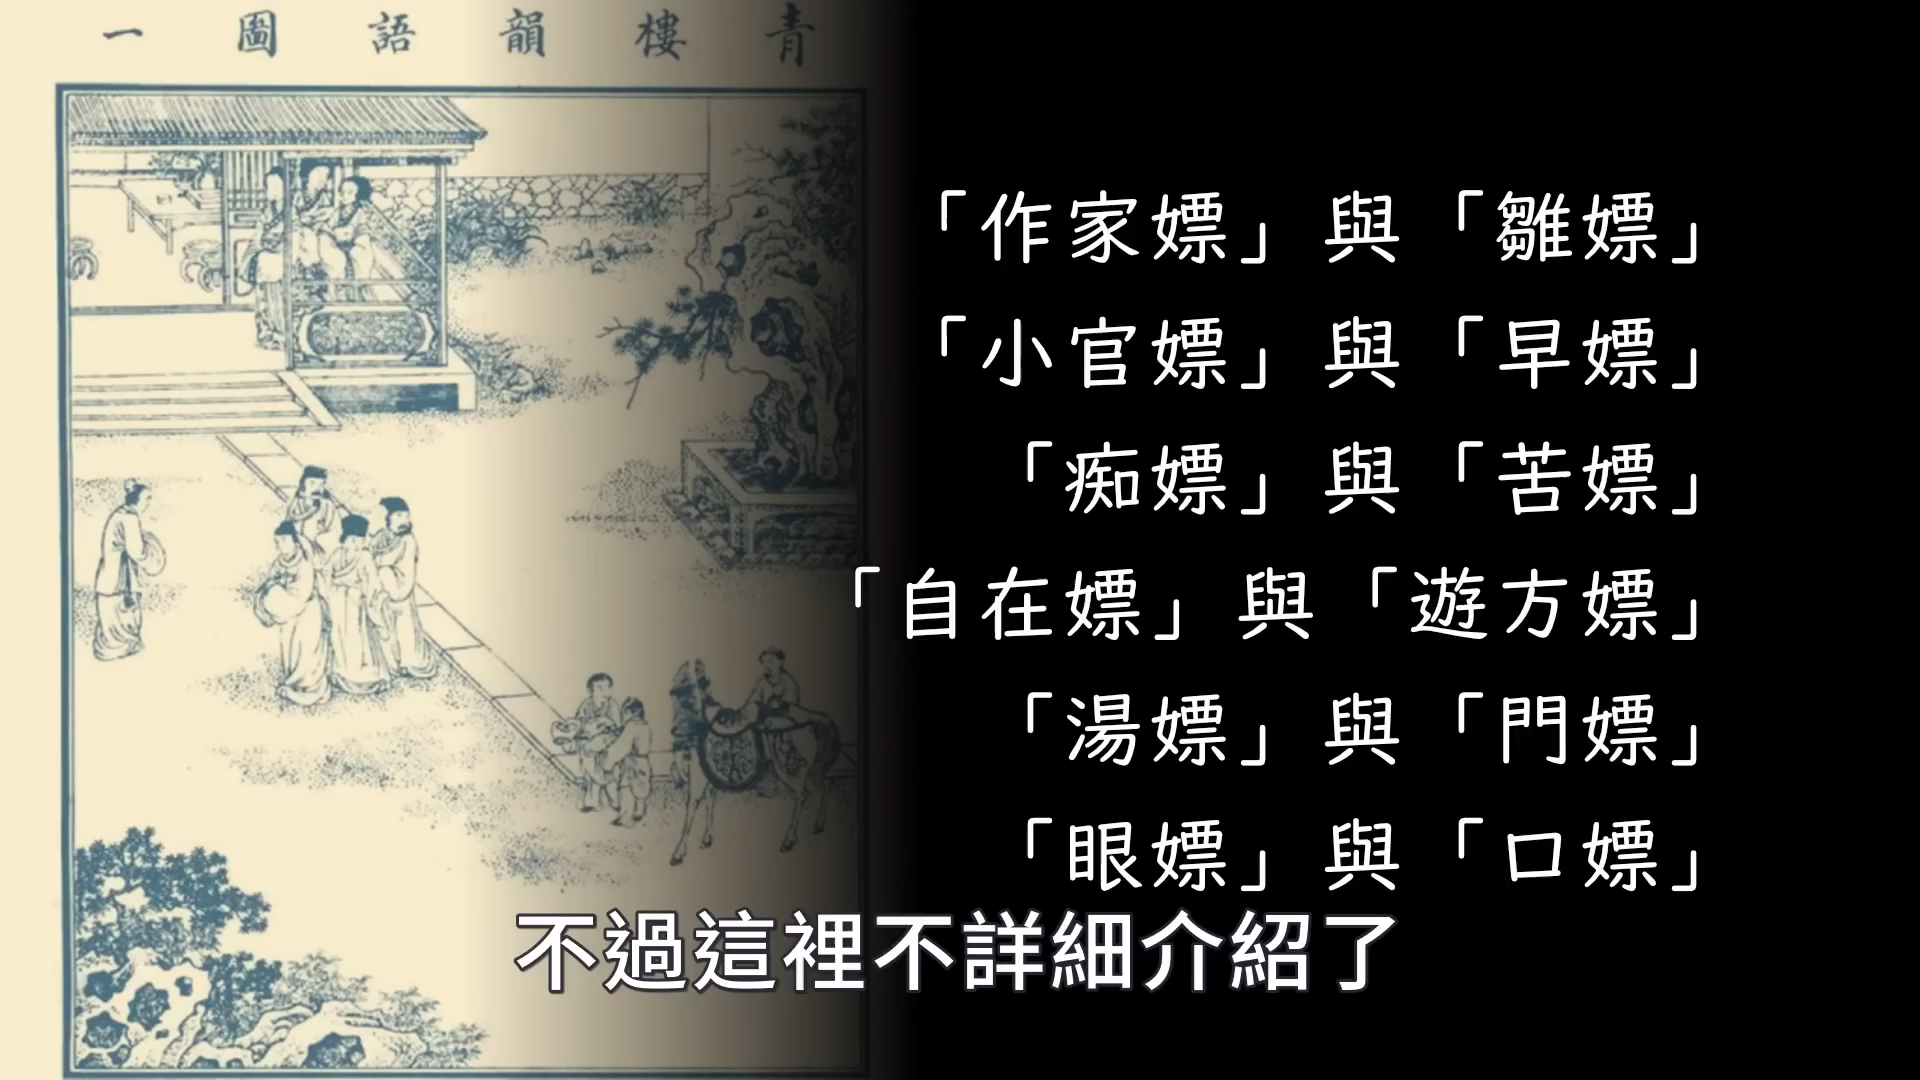 青樓韻語圖一
「作家嫖」與「雛嫖」
「小官嫖」與「早嫖」
「痴嫖」與「苦嫖」
「自在嫖」與「遊方嫖」
「湯嫖」與「門嫖」
「眼嫖」與「口嫖」
不過這裡不詳細介紹了